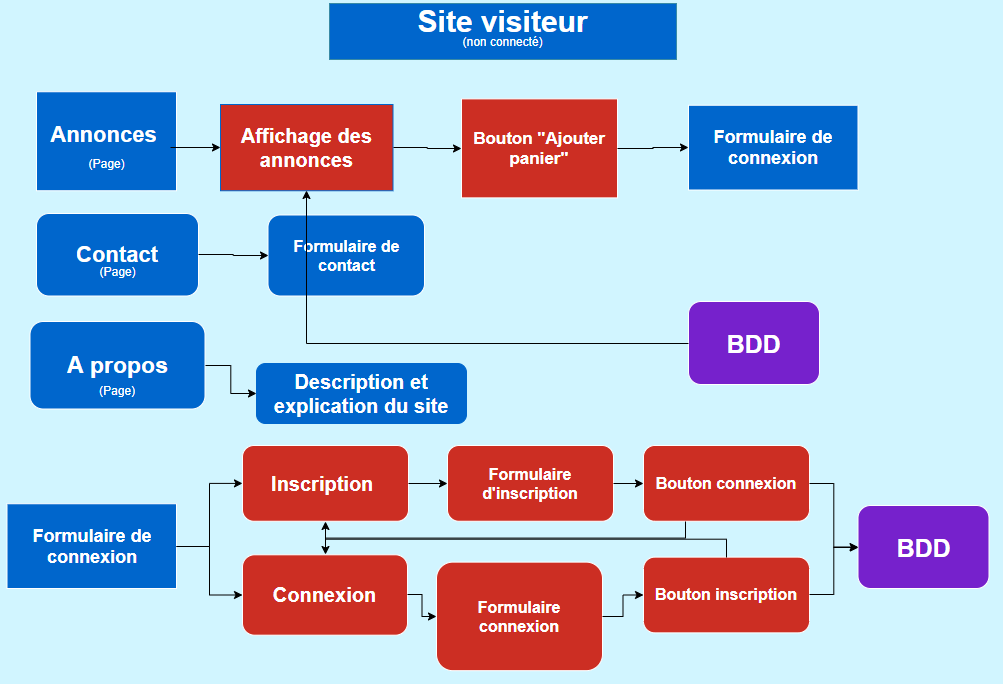 Site visiteur
(non connecté)
Annonces
(Page)
Affichage des
annonces
Bouton "Ajouter
panier"
Formulaire de
connexion
Contact
(Page)
Formulaire de
contact
BDD
A propos
(Page)
Description et
explication du site
Inscription
Formulaire
d'inscription
Bouton connexion
Formulaire de
connexion
BDD
Connexion
Formulaire
connexion
Bouton inscription